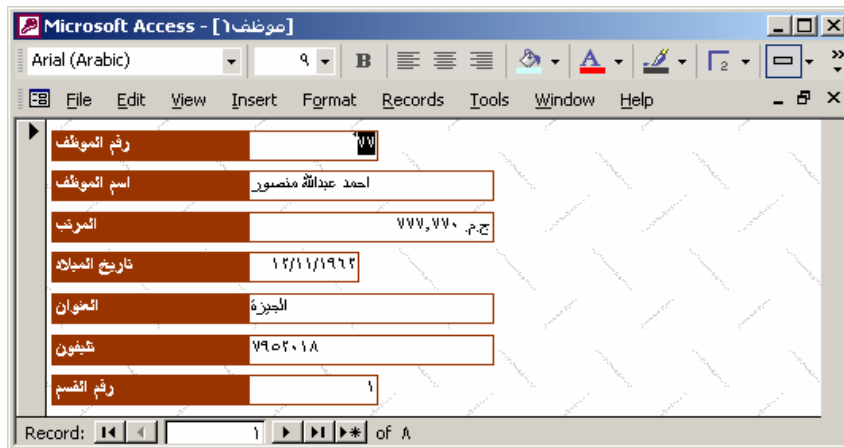 Microsoft Access - [موظف١]
Arial (Arabic) ٩ B 2
File Edit View Insert Format Records Tools Window Help
رقم الموظف ٧٧
اسم الموظف احمد عبدالله منصور
المرتب ج.م. ٧٧٧,٧٧٠
تاريخ الميلاد ١٢/١١/١٩٦٢
العنوان الجيزة
تليفون ٧٩٥٢٠١٨
رقم القسم ١
Record: ١ of ٨